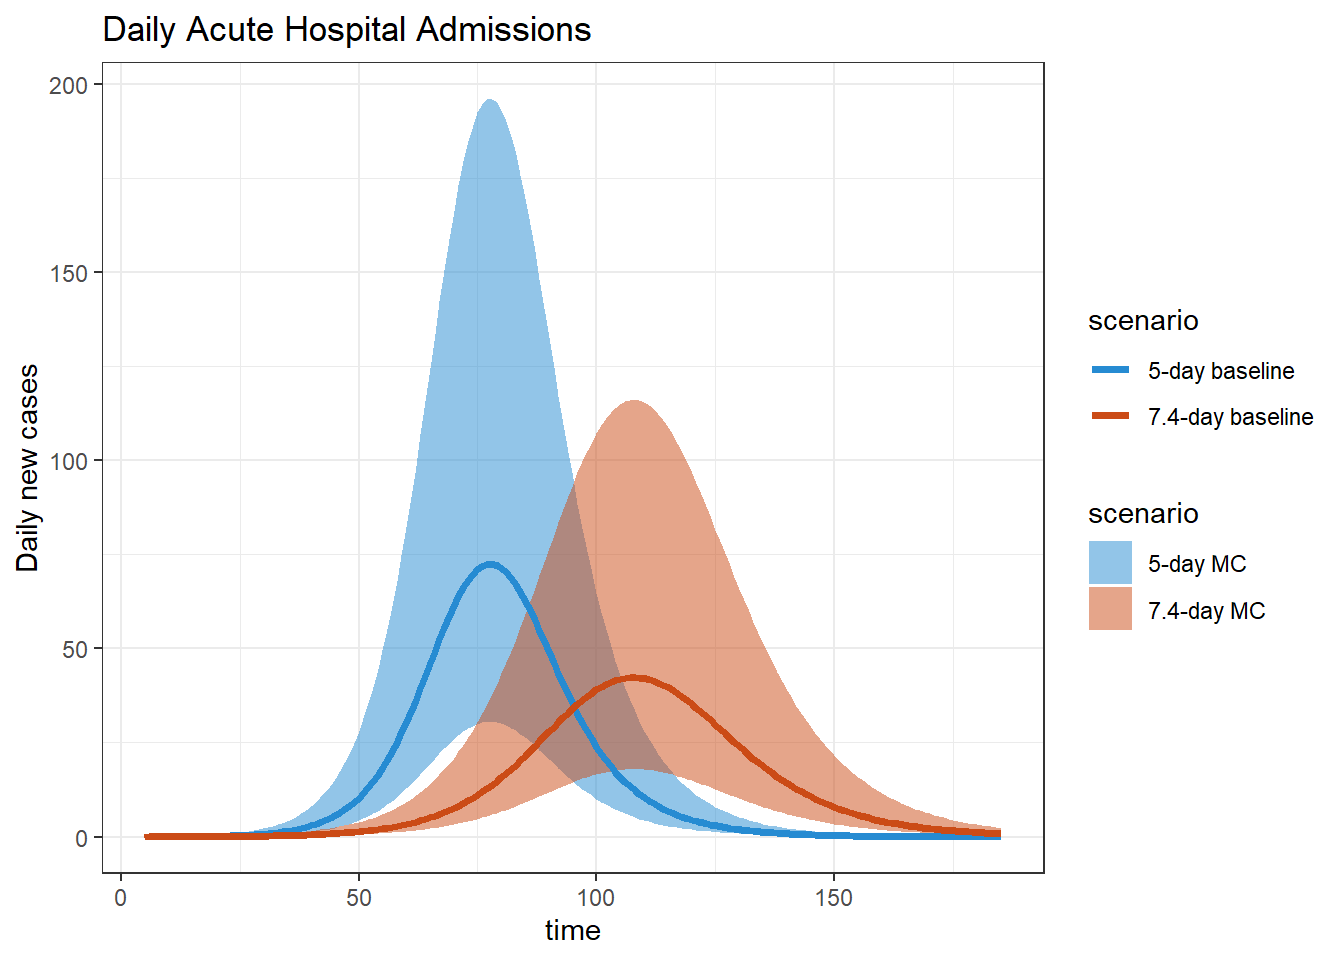 Daily Acute Hospital Admissions
Daily new cases
200
150
100
50
0
0
50
100
150
time
scenario
5-day baseline
7.4-day baseline
scenario
5-day MC
7.4-day MC